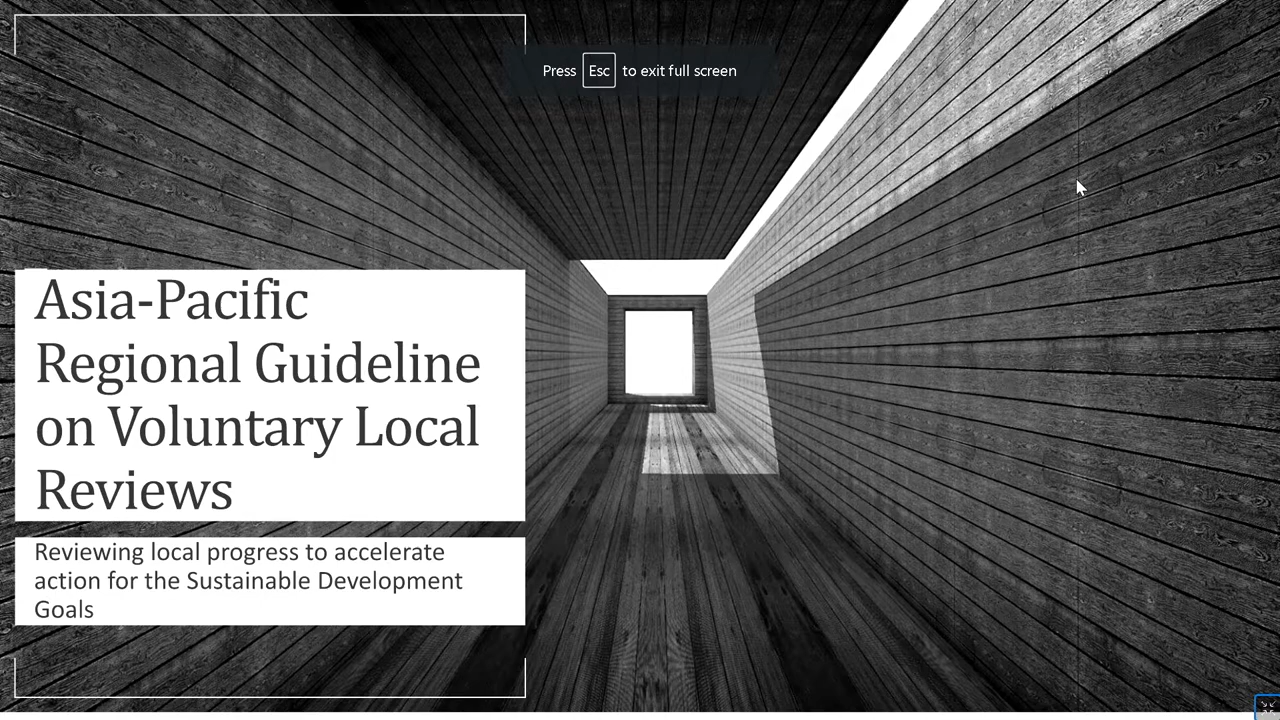 Press Esc to exit full screen
Asia-Pacific
Regional Guideline
on Voluntary Local
Reviews
Reviewing local progress to accelerate
action for the Sustainable Development
Goals